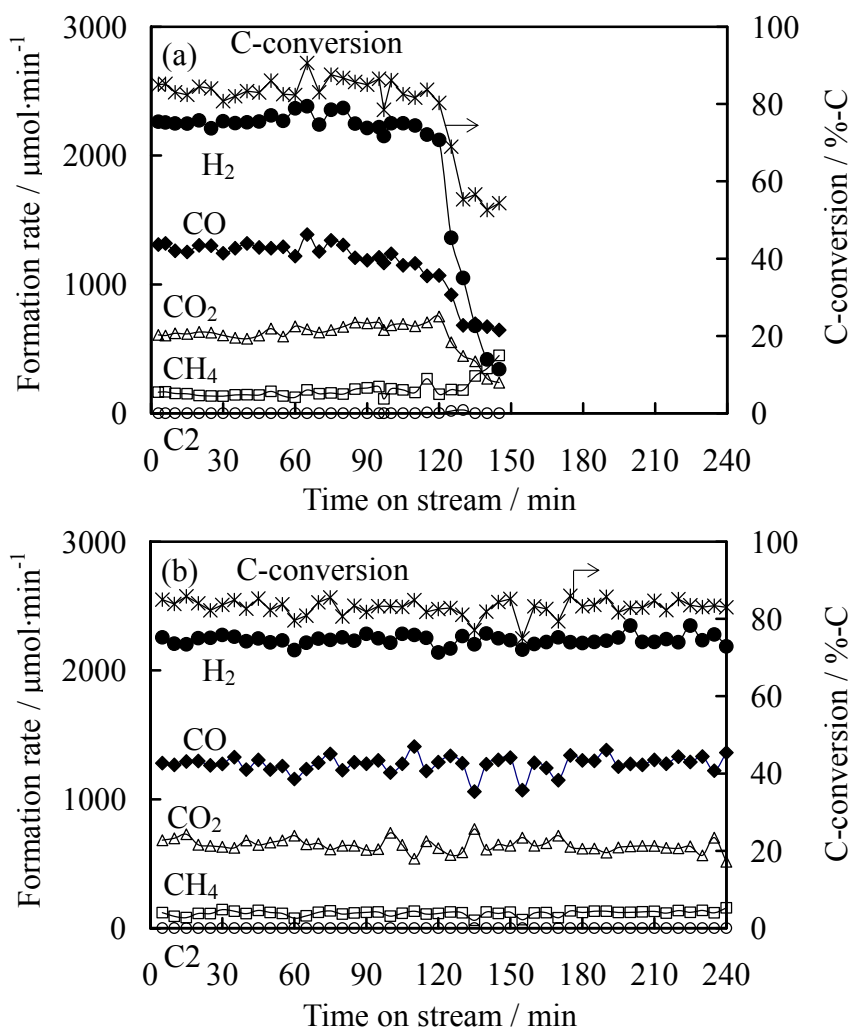 (a)
C-conversion
H₂
CO
CO₂
CH₄
C2
3000
2000
1000
0
100
80
60
40
20
0
0 30 60 90 120 150 180 210 240
Formation rate / μmol·min⁻¹
C-conversion / %-C
Time on stream / min
(b)
C-conversion
H₂
CO
CO₂
CH₄
C2
3000
2000
1000
0
100
80
60
40
20
0
0 30 60 90 120 150 180 210 240
Formation rate / μmol·min⁻¹
C-conversion / %-C
Time on stream / min